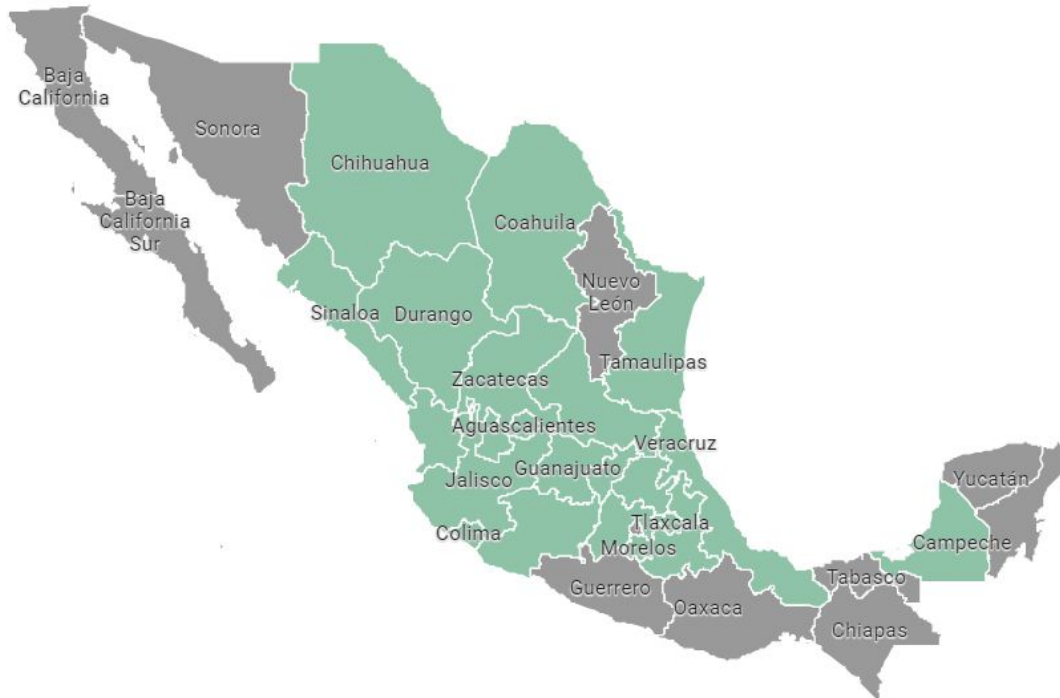 Baja
California
Sonora
Chihuahua
Baja
California
Sur
Coahuila
Nuevo
León
Sinaloa
Durango
Tamaulipas
Zacatecas
Aguascalientes
Veracruz
Guanajuato
Jalisco
Yucatán
Tlaxcala
Colima
Morelos
Campeche
Guerrero
Tabasco
Oaxaca
Chiapas